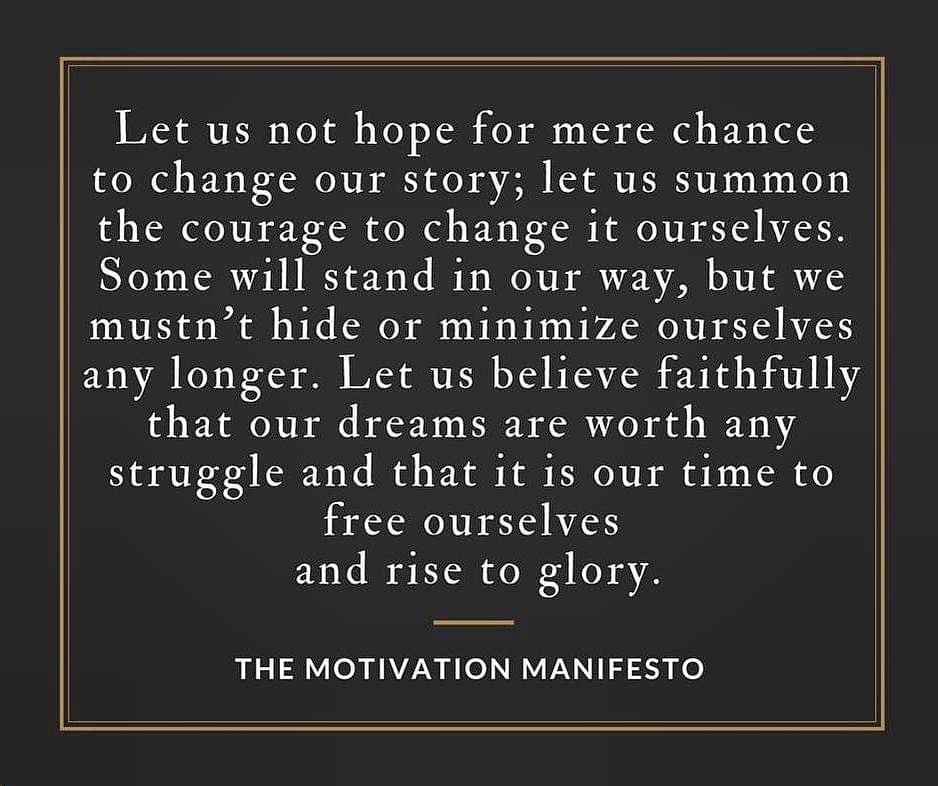 Let us not hope for mere chance
to change our story; let us summon
the courage to change it ourselves.
Some will stand in our way, but we
mustn’t hide or minimize ourselves
any longer. Let us believe faithfully
that our dreams are worth any
struggle and that it is our time to
free ourselves
and rise to glory.
THE MOTIVATION MANIFESTO